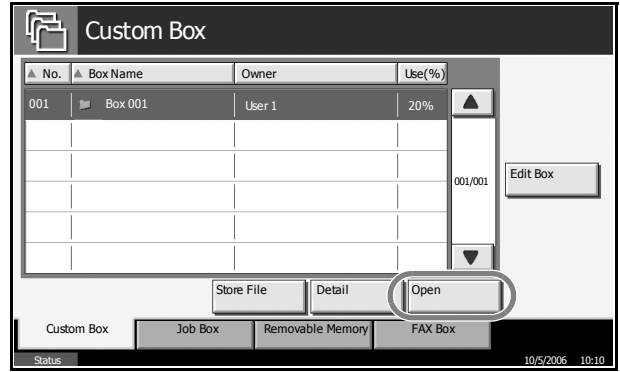 Custom Box
No. Box Name Owner Use(%)
001 Box 001 User 1 20%
001/001
Edit Box
Store File Detail Open
Custom Box Job Box Removable Memory FAX Box
Status 10/5/2006 10:10